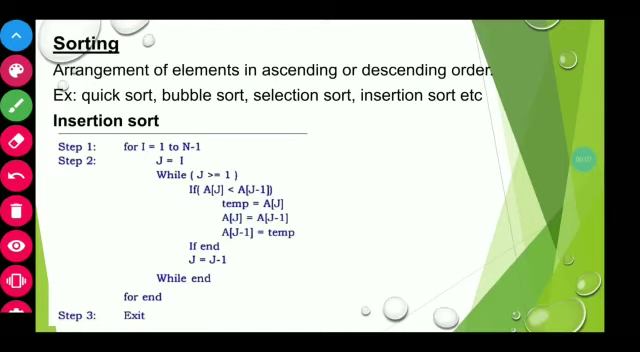 Sorting
Arrangement of elements in ascending or descending order.
Ex: quick sort, bubble sort, selection sort, insertion sort etc
Insertion sort
Step 1: for I = 1 to N-1
Step 2: J = I
While ( J >= 1 )
If( A[J] < A[J-1])
temp = A[J]
A[J] = A[J-1]
A[J-1] = temp
If end
J = J-1
While end
for end
Step 3: Exit